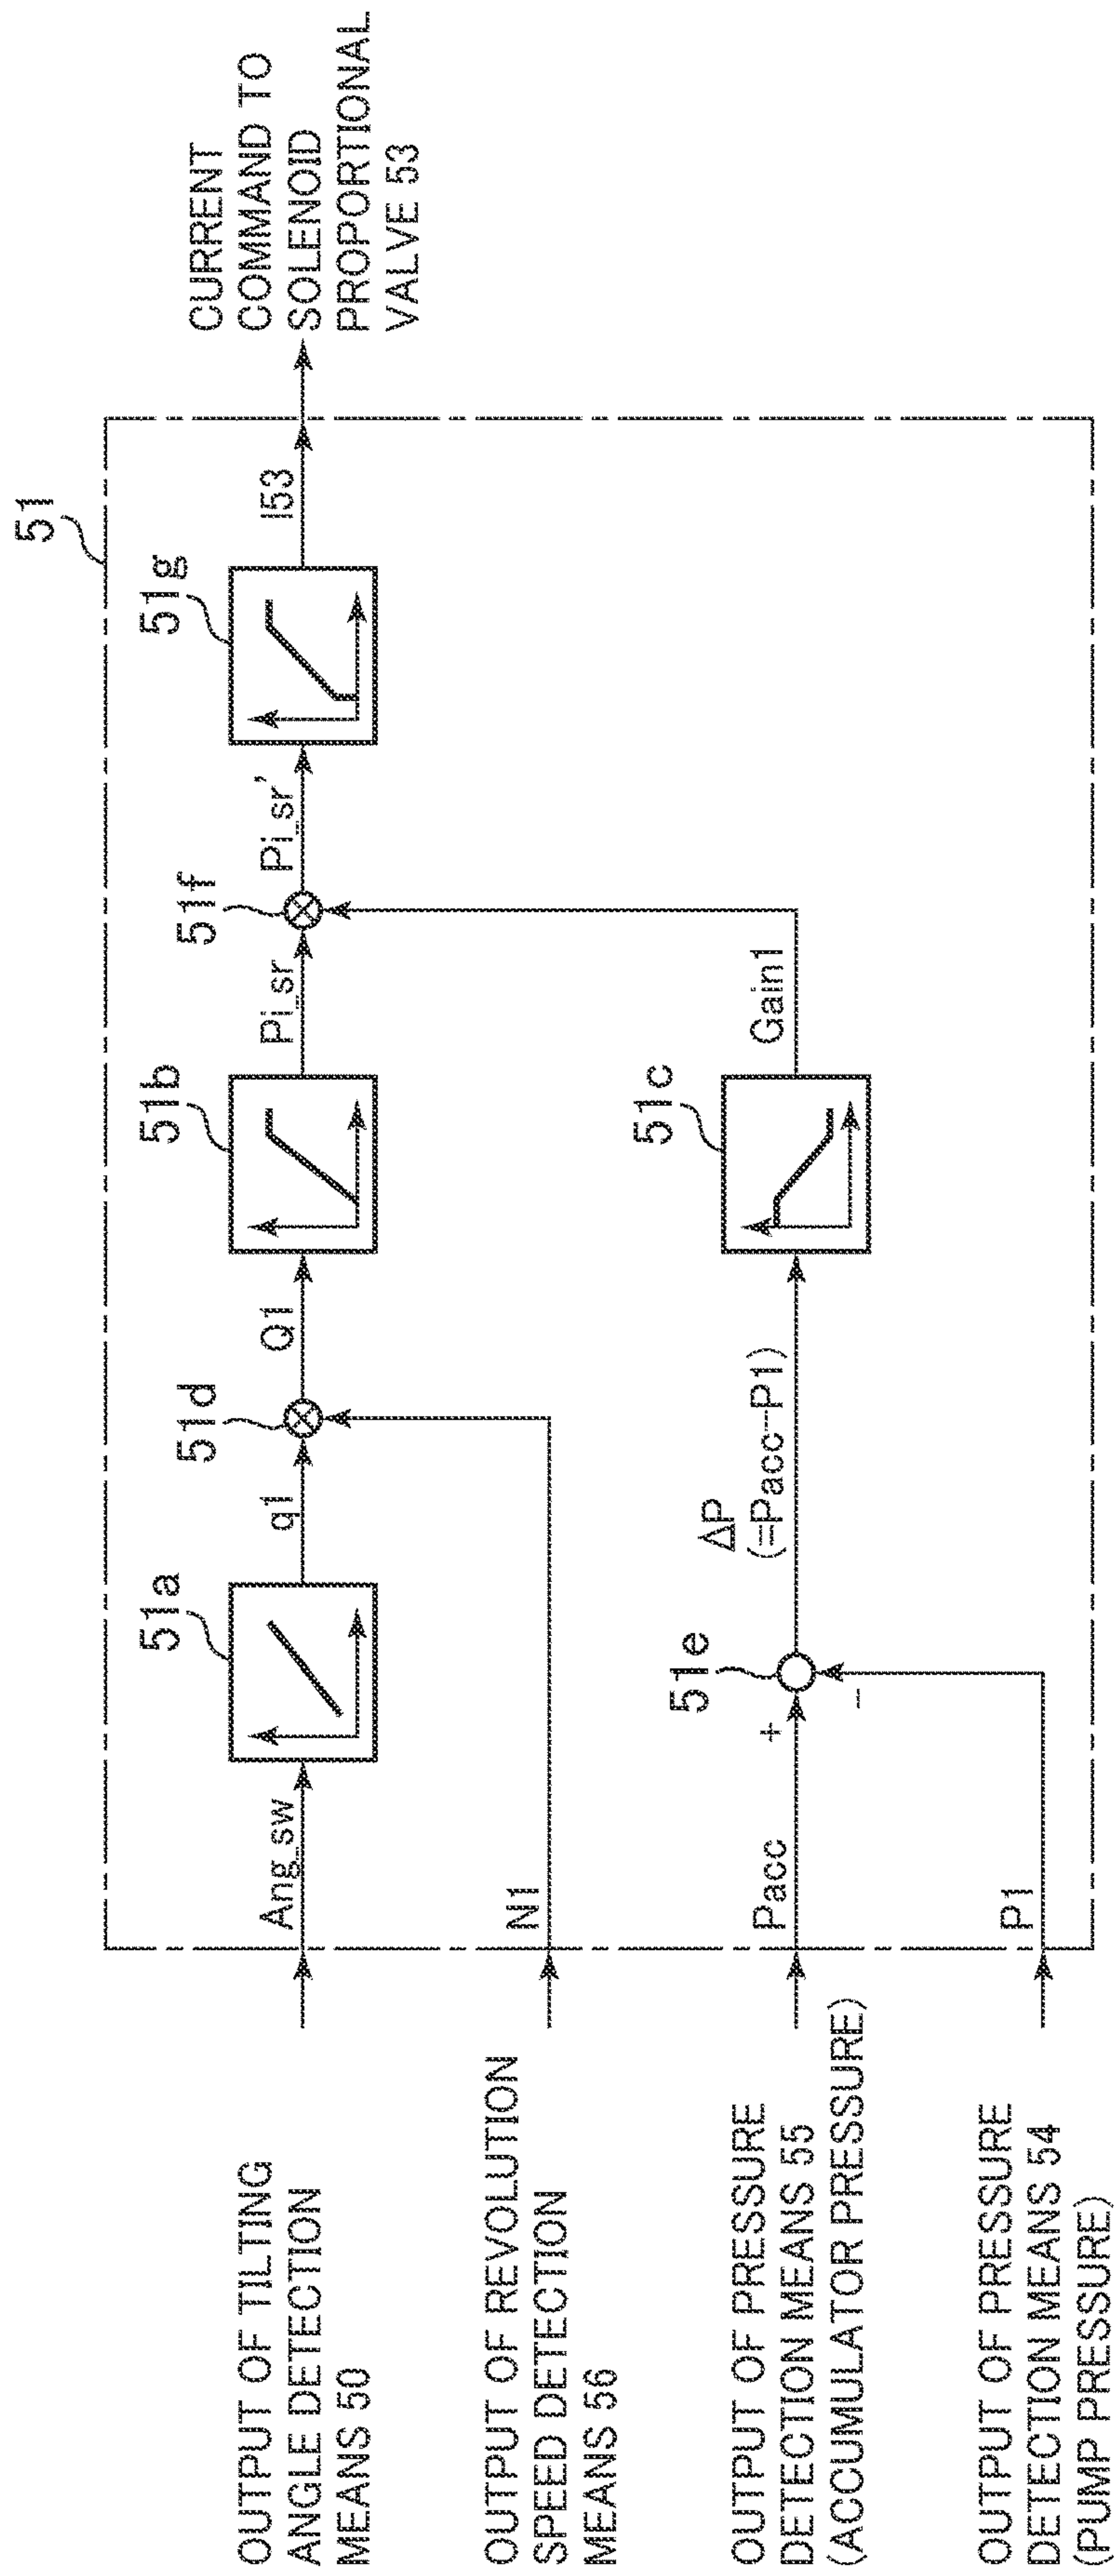 51
OUTPUT OF TILTING
ANGLE DETECTION
MEANS 50
Ang_sw
51a
q1
51d
Q1
51b
Pi_sr
51f
Pi_sr'
51g
I53
CURRENT
COMMAND TO
SOLENOID
PROPORTIONAL
VALVE 53
OUTPUT OF REVOLUTION
SPEED DETECTION
MEANS 56
N1
OUTPUT OF PRESSURE
DETECTION MEANS 55
(ACCUMULATOR PRESSURE)
Pacc
+
−
51e
ΔP
(=Pacc−P1)
51c
Gain1
OUTPUT OF PRESSURE
DETECTION MEANS 54
(PUMP PRESSURE)
P1